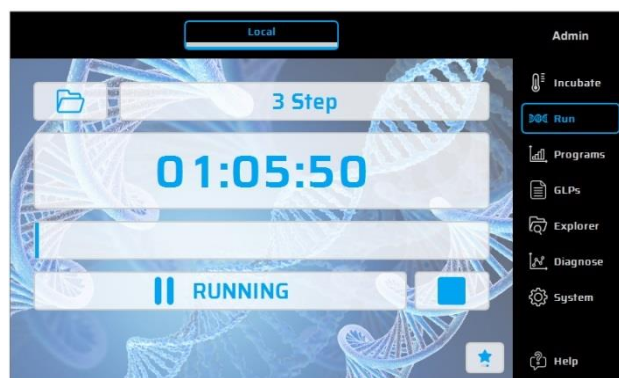 Local
Admin
3 Step
01:05:50
RUNNING
Incubate
Run
Programs
GLPs
Explorer
Diagnose
System
Help